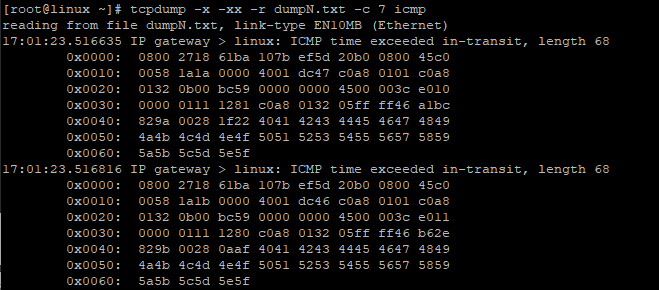 [root@linux ~]# tcpdump -x -xx -r dumpN.txt -c 7 icmp
reading from file dumpN.txt, link-type EN10MB (Ethernet)
17:01:23.516635 IP gateway > linux: ICMP time exceeded in-transit, length 68
0x0000: 0800 2718 61ba 107b ef5d 20b0 0800 45c0
0x0010: 0058 1a1a 0000 4001 dc47 c0a8 0101 c0a8
0x0020: 0132 0b00 bc59 0000 0000 4500 003c e010
0x0030: 0000 0111 1281 c0a8 0132 05ff ff46 a1bc
0x0040: 829a 0028 1f22 4041 4243 4445 4647 4849
0x0050: 4a4b 4c4d 4e4f 5051 5253 5455 5657 5859
0x0060: 5a5b 5c5d 5e5f
17:01:23.516816 IP gateway > linux: ICMP time exceeded in-transit, length 68
0x0000: 0800 2718 61ba 107b ef5d 20b0 0800 45c0
0x0010: 0058 1a1b 0000 4001 dc46 c0a8 0101 c0a8
0x0020: 0132 0b00 bc59 0000 0000 4500 003c e011
0x0030: 0000 0111 1280 c0a8 0132 05ff ff46 b62e
0x0040: 829b 0028 0aaf 4041 4243 4445 4647 4849
0x0050: 4a4b 4c4d 4e4f 5051 5253 5455 5657 5859
0x0060: 5a5b 5c5d 5e5f